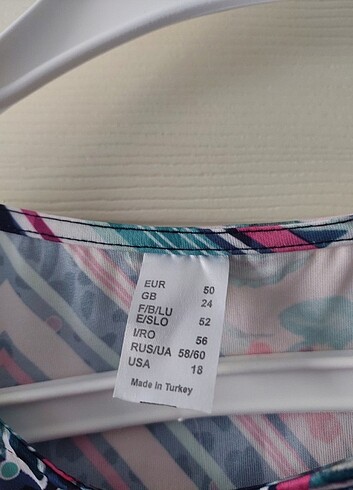 EUR 50
GB 24
F/B/LU
E/SLO 52
I/RO 56
RUS/UA 58/60
USA 18
Made in Turkey